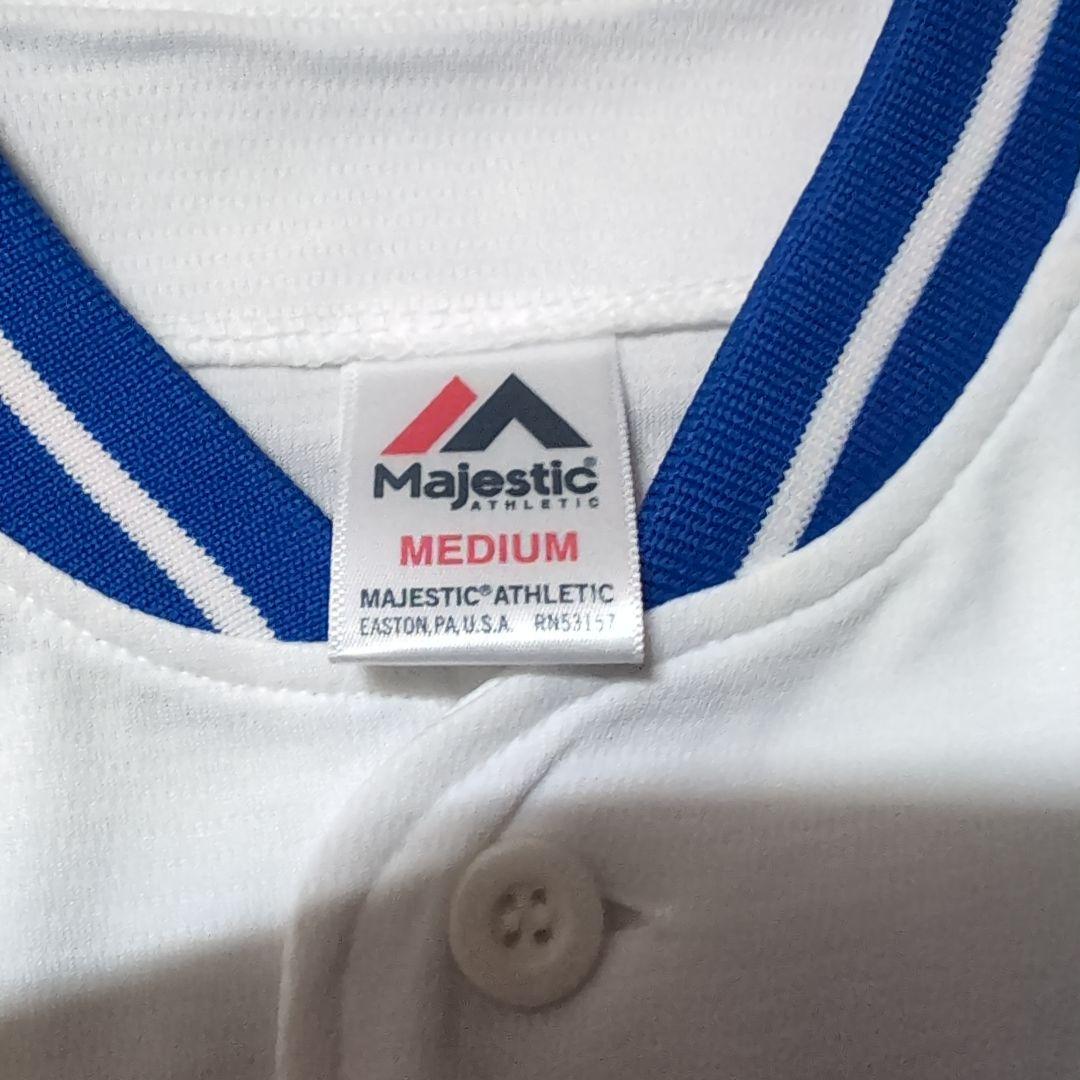 Majestic®
ATHLETIC
MEDIUM
MAJESTIC® ATHLETIC
EASTON, PA, U.S.A. RN53157